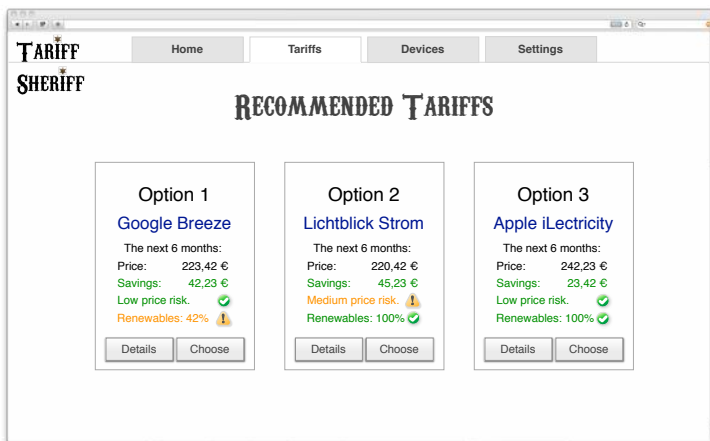 TARIFF
SHERIFF
Home
Tariffs
Devices
Settings
RECOMMENDED TARIFFS
Option 1
Google Breeze
The next 6 months:
Price: 223,42 €
Savings: 42,23 €
Low price risk.
Renewables: 42%
Details
Choose
Option 2
Lichtblick Strom
The next 6 months:
Price: 220,42 €
Savings: 45,23 €
Medium price risk.
Renewables: 100%
Details
Choose
Option 3
Apple iLectricity
The next 6 months:
Price: 242,23 €
Savings: 23,42 €
Low price risk.
Renewables: 100%
Details
Choose